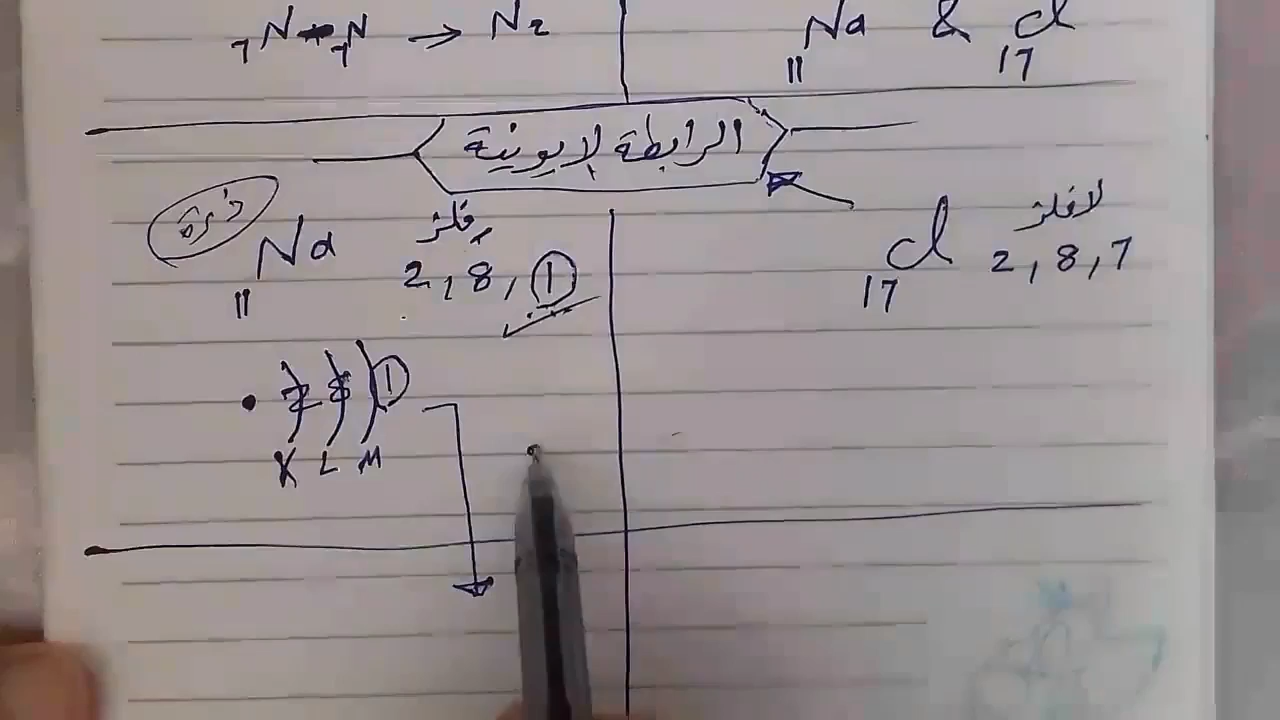 ₇N ₇N → N₂
₁₁Na & ₁₇Cl
الرابطة لايونية
ذرة
₁₁Na فلز
2, 8, 1
₁₇Cl لافلز
2, 8, 7
2 8 1
K L M